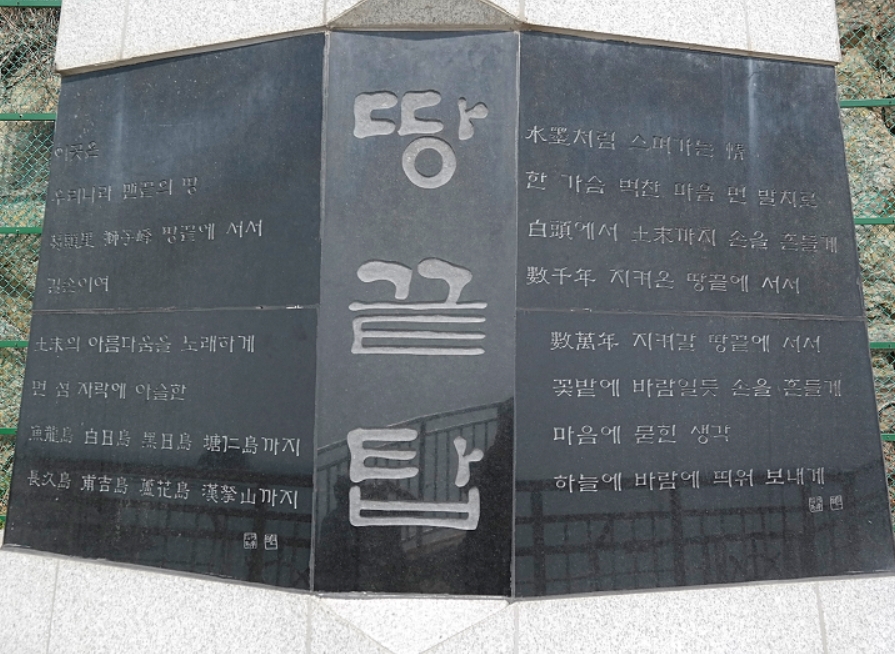 땅끝탑
이곳은
우리나라 맨끝의 땅
葛頭里 獅子峰 땅끝에 서서
길손이여
土末의 아름다움을 노래하게
먼 섬 자락에 아슬한
魚龍島 白日島 黑日島 塘仁島까지
長久島 甫吉島 蘆花島 漢拏山까지
水墨처럼 스며가는 情
한 가슴 벅찬 마음 먼 발치로
白頭에서 土末까지 손을 흔들게
數千年 지켜온 땅끝에 서서
數萬年 지켜갈 땅끝에 서서
꽃밭에 바람일듯 손을 흔들게
마음에 묻힌 생각
하늘에 바람에 띄워 보내게